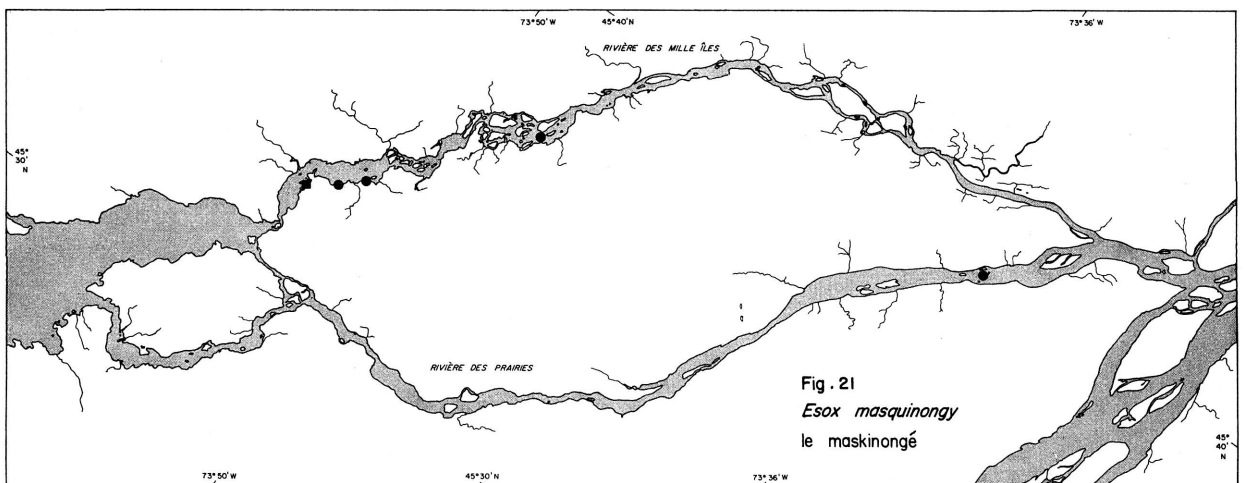 73° 50' W
45° 40' N
73° 36' W
RIVIÈRE DES MILLE ÎLES
45°
30'
N
RIVIÈRE DES PRAIRIES
Fig. 21
Esox masquinongy
le maskinongé
45°
40'
N
73° 50' W
45° 30' N
73° 36' W